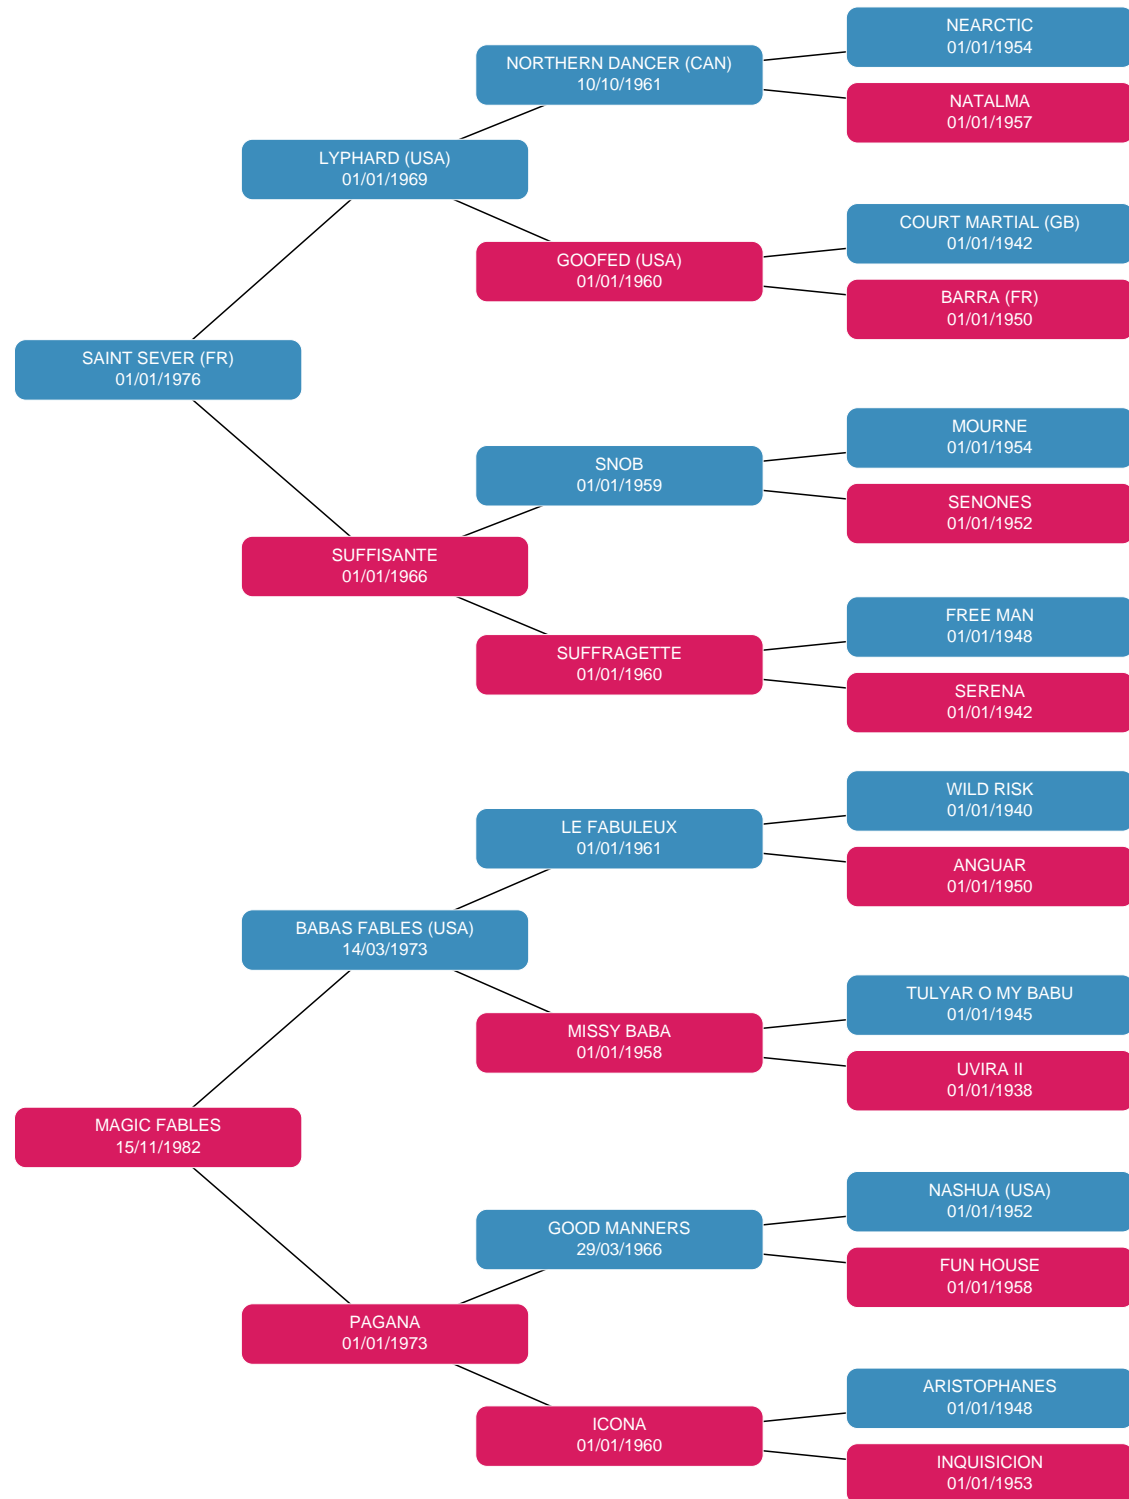 NEARCTIC
01/01/1954
NORTHERN DANCER (CAN)
10/10/1961
NATALMA
01/01/1957
LYPHARD (USA)
01/01/1969
COURT MARTIAL (GB)
01/01/1942
GOOFED (USA)
01/01/1960
BARRA (FR)
01/01/1950
SAINT SEVER (FR)
01/01/1976
MOURNE
01/01/1954
SNOB
01/01/1959
SENONES
01/01/1952
SUFFISANTE
01/01/1966
FREE MAN
01/01/1948
SUFFRAGETTE
01/01/1960
SERENA
01/01/1942
WILD RISK
01/01/1940
LE FABULEUX
01/01/1961
ANGUAR
01/01/1950
BABAS FABLES (USA)
14/03/1973
TULYAR O MY BABU
01/01/1945
MISSY BABA
01/01/1958
UVIRA II
01/01/1938
MAGIC FABLES
15/11/1982
NASHUA (USA)
01/01/1952
GOOD MANNERS
29/03/1966
FUN HOUSE
01/01/1958
PAGANA
01/01/1973
ARISTOPHANES
01/01/1948
ICONA
01/01/1960
INQUISICION
01/01/1953